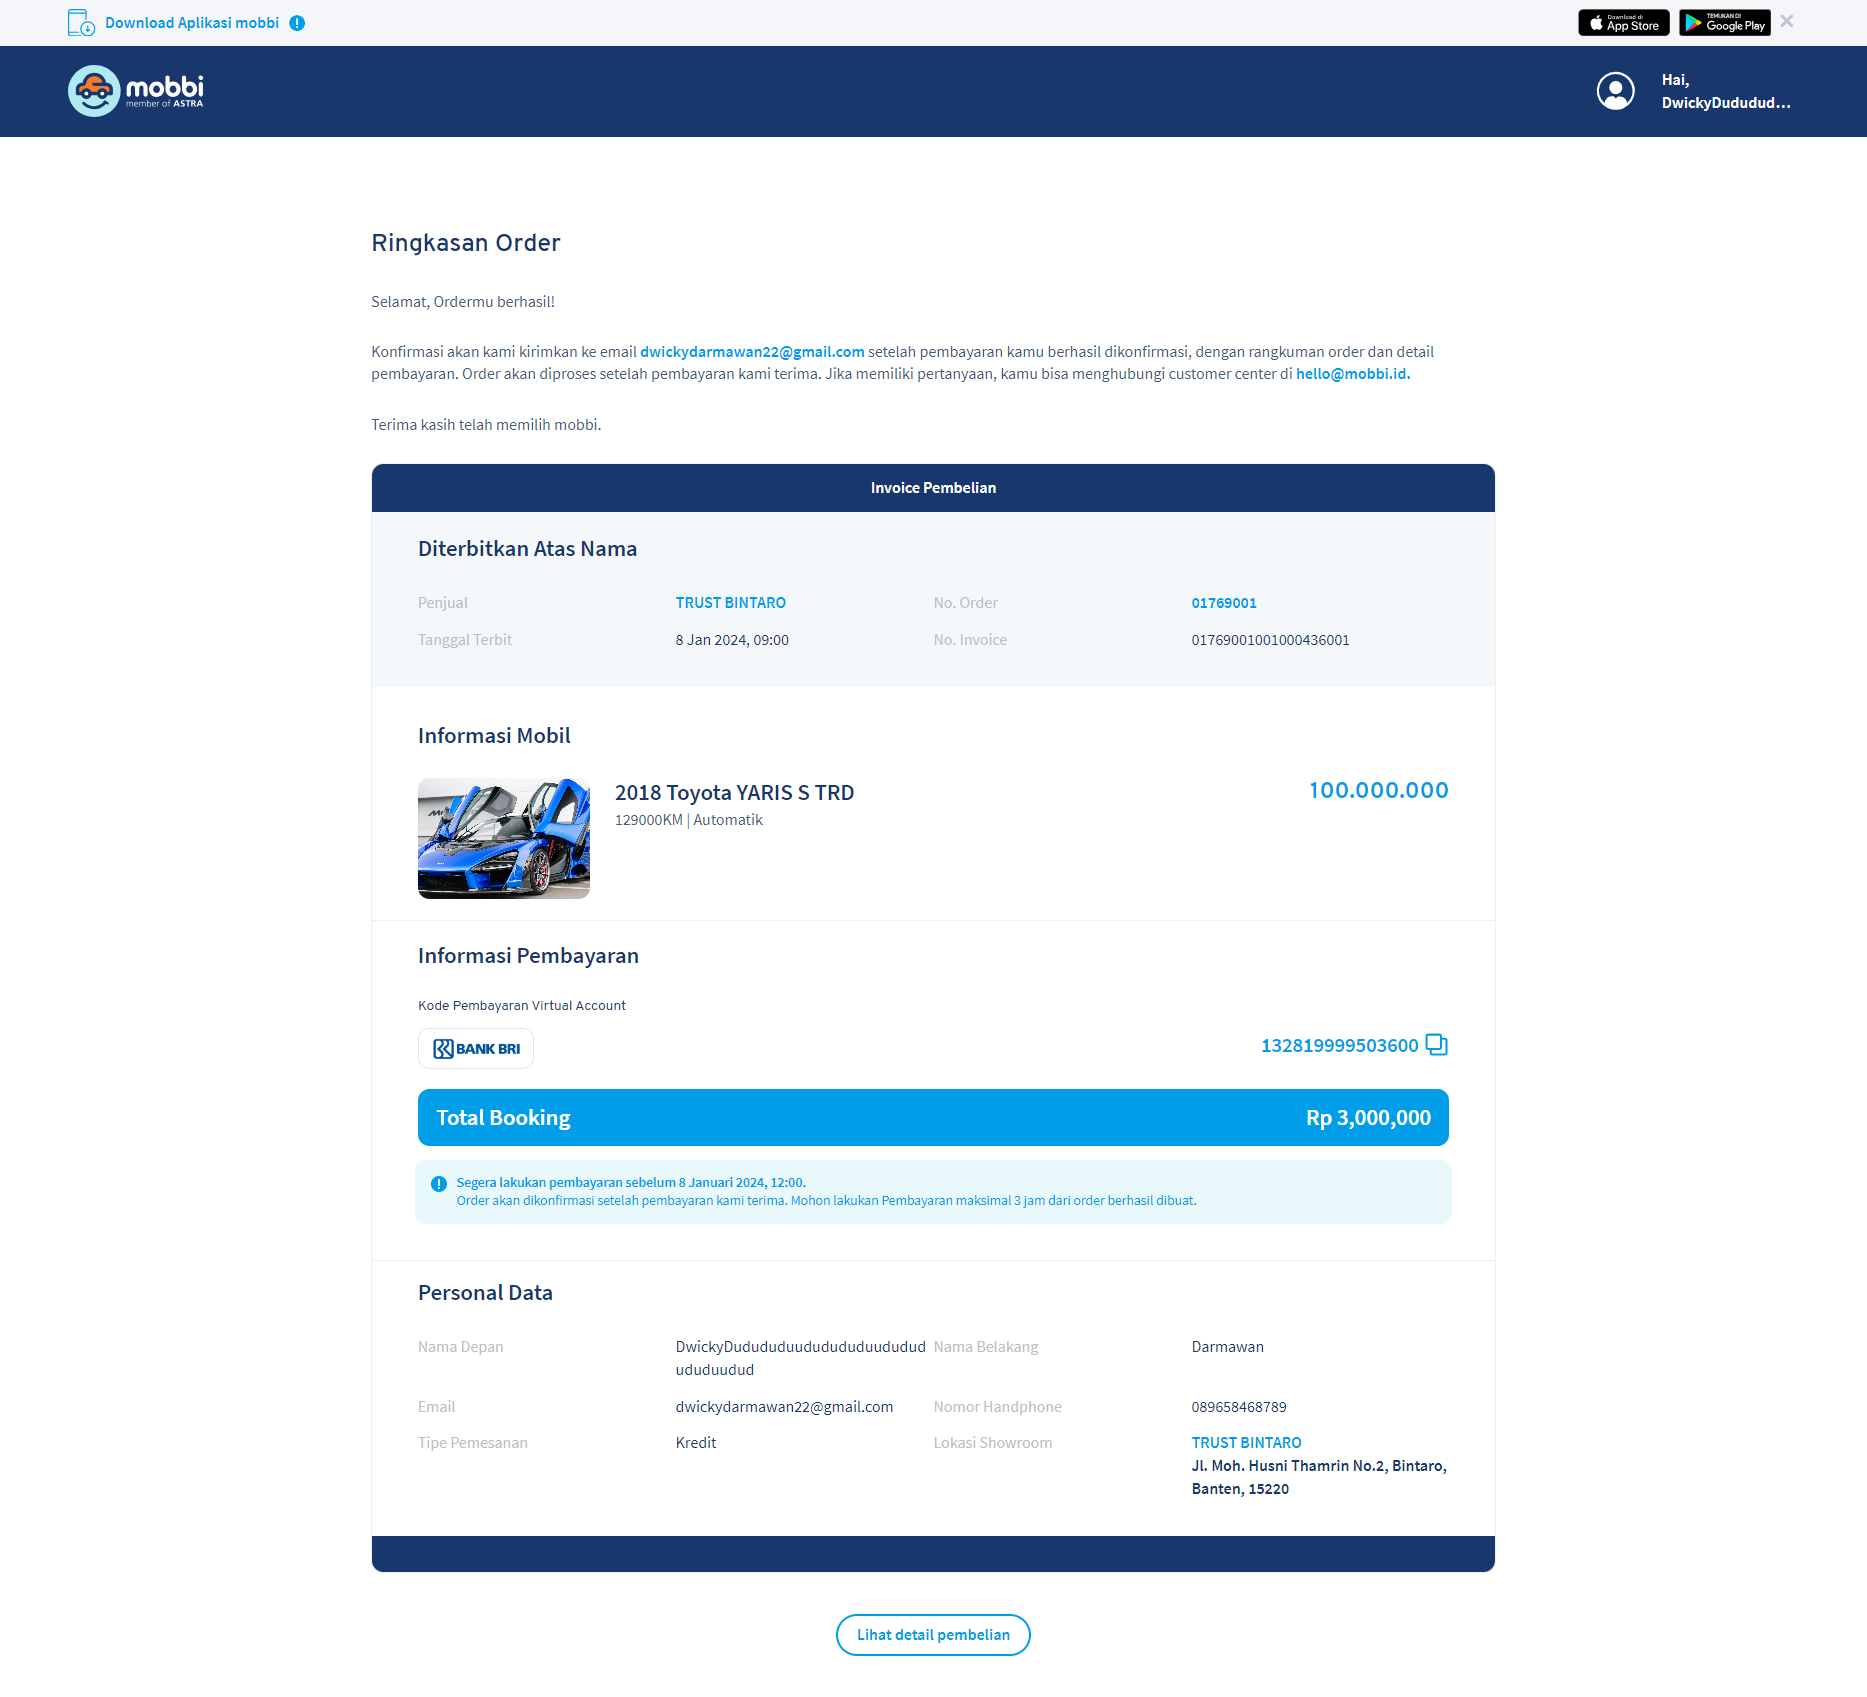 Download Aplikasi mobbi
Download di
App Store
TEMUKAN DI
Google Play
mobbi
member of ASTRA
Hai,
DwickyDududud...
Ringkasan Order
Selamat, Ordermu berhasil!
Konfirmasi akan kami kirimkan ke email dwickydarmawan22@gmail.com setelah pembayaran kamu berhasil dikonfirmasi, dengan rangkuman order dan detail
pembayaran. Order akan diproses setelah pembayaran kami terima. Jika memiliki pertanyaan, kamu bisa menghubungi customer center di hello@mobbi.id.
Terima kasih telah memilih mobbi.
Invoice Pembelian
Diterbitkan Atas Nama
Penjual TRUST BINTARO No. Order 01769001
Tanggal Terbit 8 Jan 2024, 09:00 No. Invoice 01769001001000436001
Informasi Mobil
2018 Toyota YARIS S TRD 100.000.000
129000KM | Automatik
Informasi Pembayaran
Kode Pembayaran Virtual Account
BANK BRI 132819999503600
Total Booking Rp 3,000,000
Segera lakukan pembayaran sebelum 8 Januari 2024, 12:00.
Order akan dikonfirmasi setelah pembayaran kami terima. Mohon lakukan Pembayaran maksimal 3 jam dari order berhasil dibuat.
Personal Data
Nama Depan DwickyDudududuududududuududud Nama Belakang Darmawan
ududuudud
Email dwickydarmawan22@gmail.com Nomor Handphone 089658468789
Tipe Pemesanan Kredit Lokasi Showroom TRUST BINTARO
Jl. Moh. Husni Thamrin No.2, Bintaro,
Banten, 15220
Lihat detail pembelian